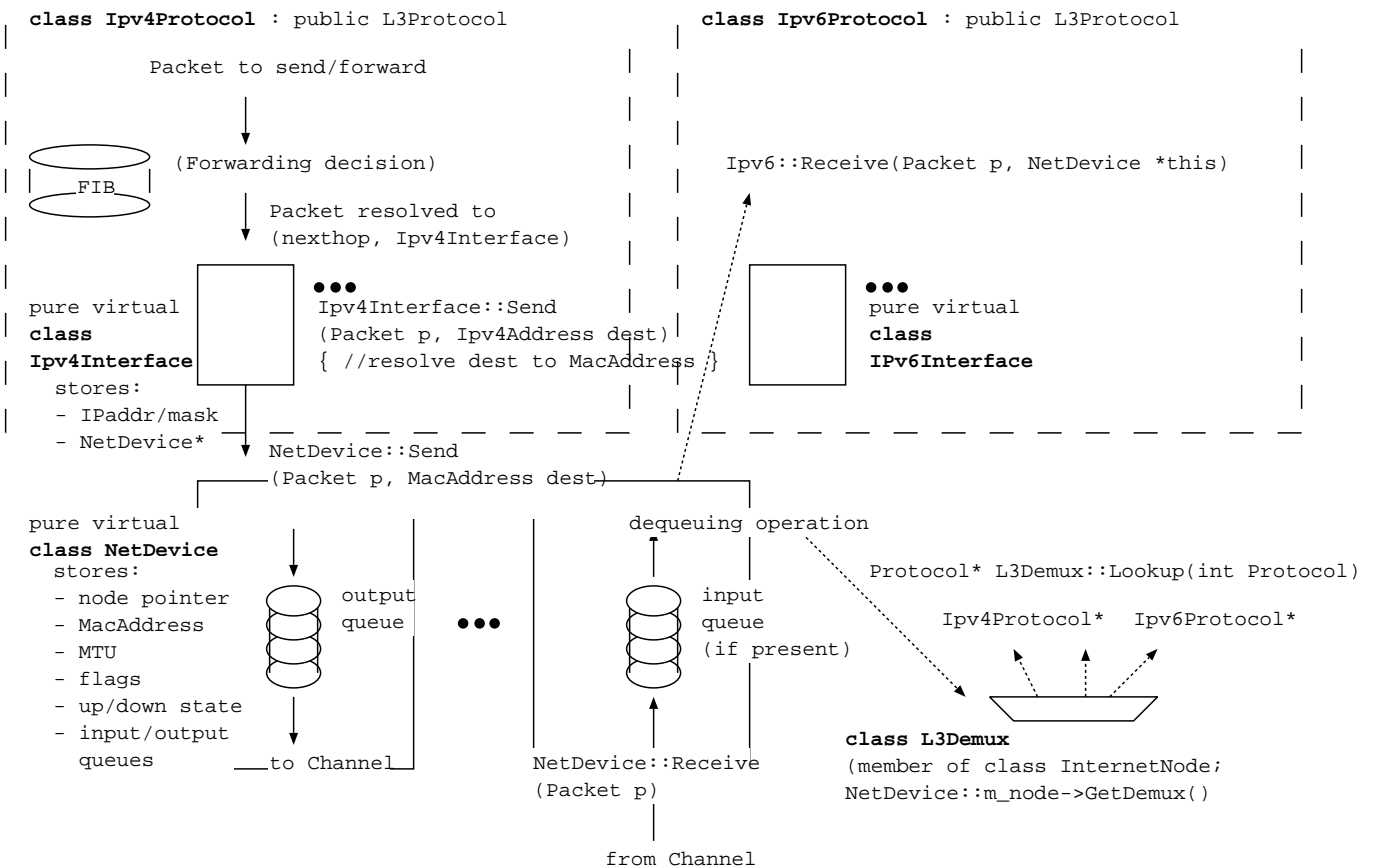 class Ipv4Protocol : public L3Protocol
class Ipv6Protocol : public L3Protocol
Packet to send/forward
(Forwarding decision)
FIB
Packet resolved to
(nexthop, Ipv4Interface)
Ipv6::Receive(Packet p, NetDevice *this)
pure virtual
class
Ipv4Interface
stores:
- IPaddr/mask
- NetDevice*
Ipv4Interface::Send
(Packet p, Ipv4Address dest)
{ //resolve dest to MacAddress }
pure virtual
class
IPv6Interface
NetDevice::Send
(Packet p, MacAddress dest)
pure virtual
class NetDevice
stores:
- node pointer
- MacAddress
- MTU
- flags
- up/down state
- input/output
queues
output
queue
to Channel
dequeuing operation
input
queue
(if present)
NetDevice::Receive
(Packet p)
from Channel
Protocol* L3Demux::Lookup(int Protocol)
Ipv4Protocol* Ipv6Protocol*
class L3Demux
(member of class InternetNode;
NetDevice::m_node->GetDemux()